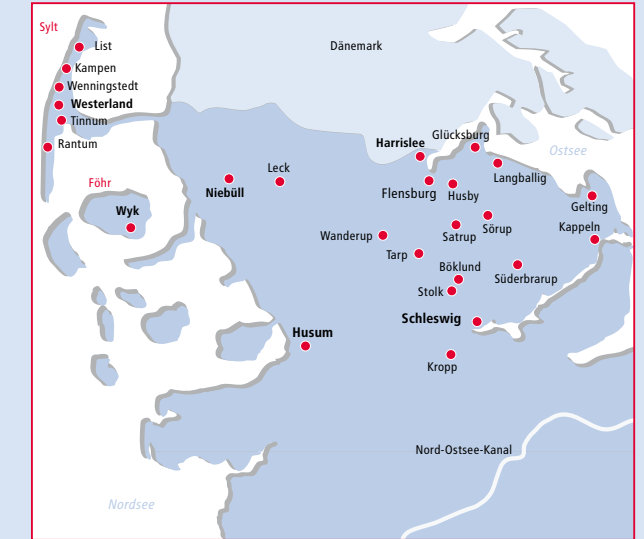 Sylt
List
Dänemark
Kampen
Wenningstedt
Westerland
Tinnum
Rantum
Harrislee
Glücksburg
Ostsee
Langballig
Föhr
Leck
Niebüll
Flensburg
Husby
Gelting
Wyk
Sörup
Kappeln
Wanderup
Satrup
Tarp
Böklund
Süderbrarup
Stolk
Schleswig
Husum
Kropp
Nord-Ostsee-Kanal
Nordsee